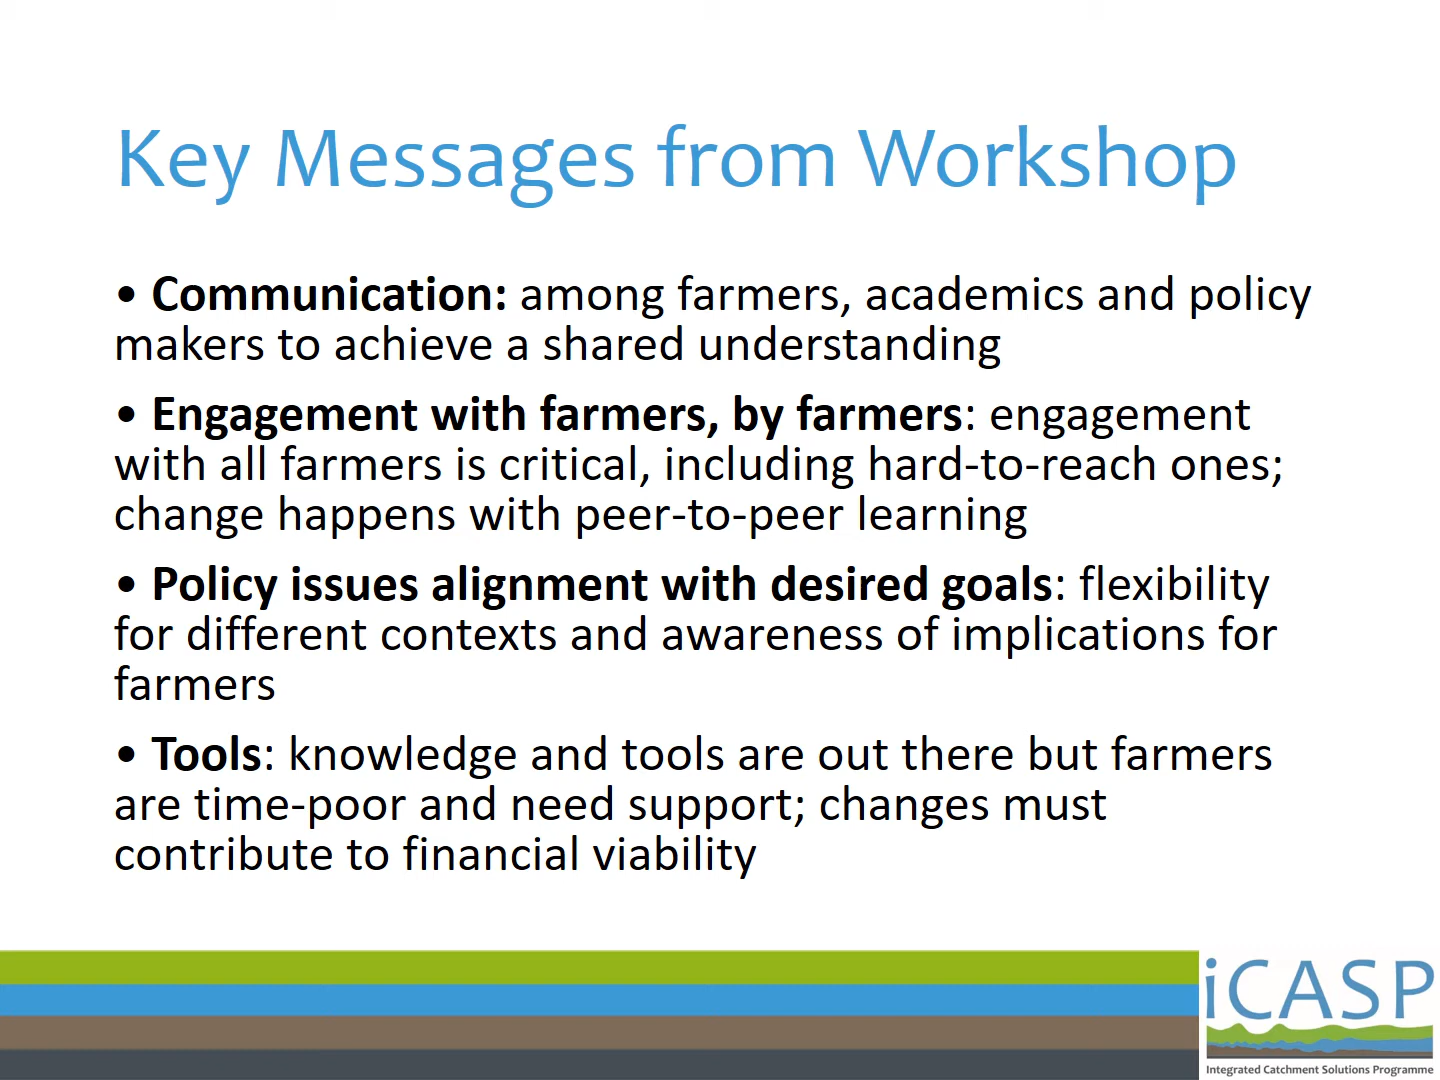 Key Messages from Workshop
• Communication: among farmers, academics and policy
makers to achieve a shared understanding
• Engagement with farmers, by farmers: engagement
with all farmers is critical, including hard-to-reach ones;
change happens with peer-to-peer learning
• Policy issues alignment with desired goals: flexibility
for different contexts and awareness of implications for
farmers
• Tools: knowledge and tools are out there but farmers
are time-poor and need support; changes must
contribute to financial viability
iCASP
Integrated Catchment Solutions Programme